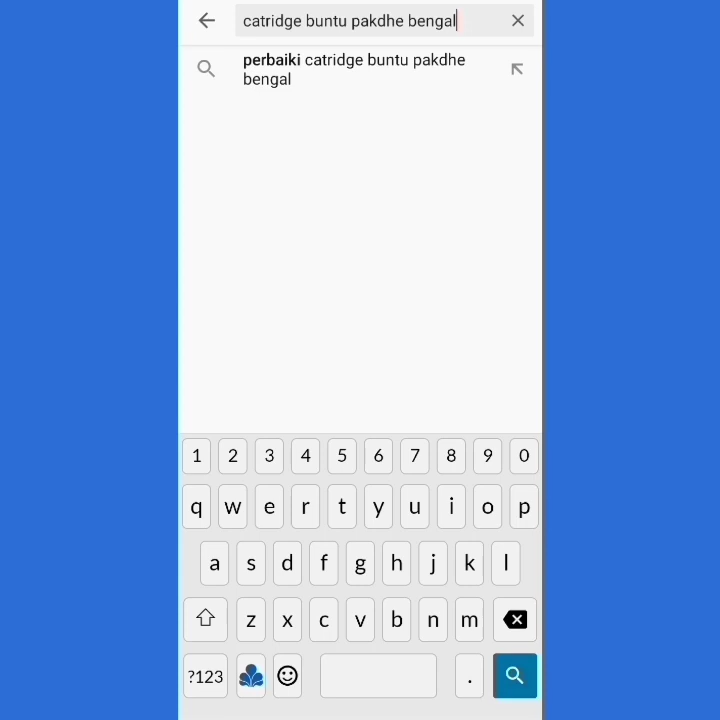 catridge buntu pakdhe bengal
perbaiki catridge buntu pakdhe
bengal
1 2 3 4 5 6 7 8 9 0
q w e r t y u i o p
a s d f g h j k l
z x c v b n m
?123 .